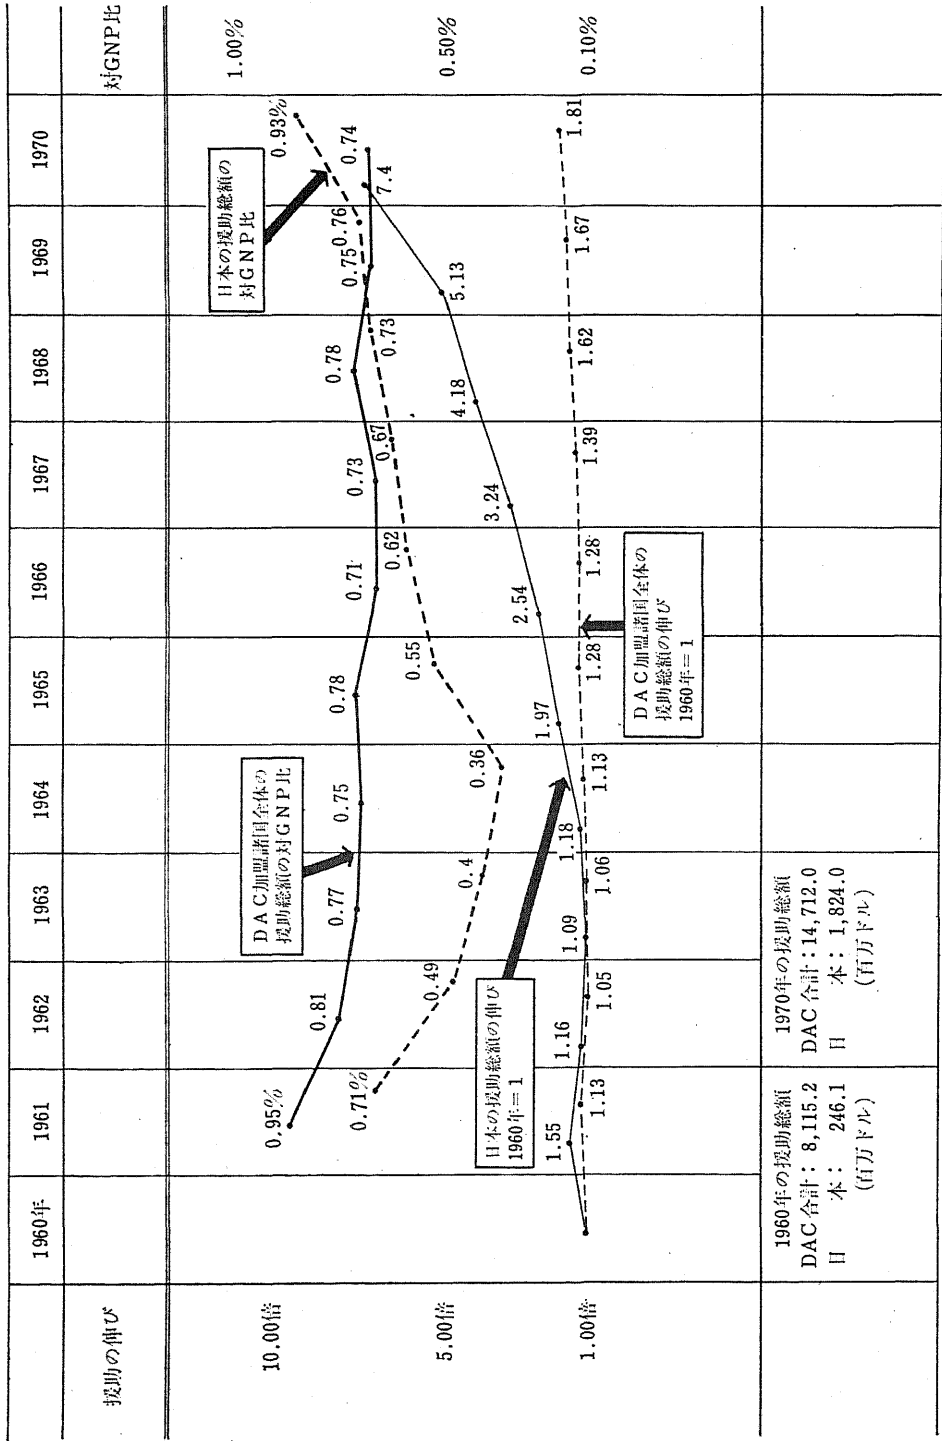 1960年 1961 1962 1963 1964 1965 1966 1967 1968 1969 1970
援助の伸び
対GNP比
10.00倍
5.00倍
1.00倍
1.00%
0.50%
0.10%
DAC加盟諸国全体の
援助総額の対GNP比
0.95%
0.81
0.77
0.75
0.78
0.71
0.73
0.78
0.75
0.74
日本の援助総額の
対GNP比
0.71%
0.49
0.4
0.36
0.55
0.62
0.67
0.73
0.76
0.93%
日本の援助総額の伸び
1960年=1
1.55
1.16
1.09
1.18
1.97
2.54
3.24
4.18
5.13
7.4
DAC加盟諸国全体の
援助総額の伸び
1960年=1
1.13
1.05
1.06
1.13
1.28
1.28
1.39
1.62
1.67
1.81
1960年の援助総額
DAC合計:8,115.2
日 本: 246.1
(百万ドル)
1970年の援助総額
DAC合計:14,712.0
日 本: 1,824.0
(百万ドル)